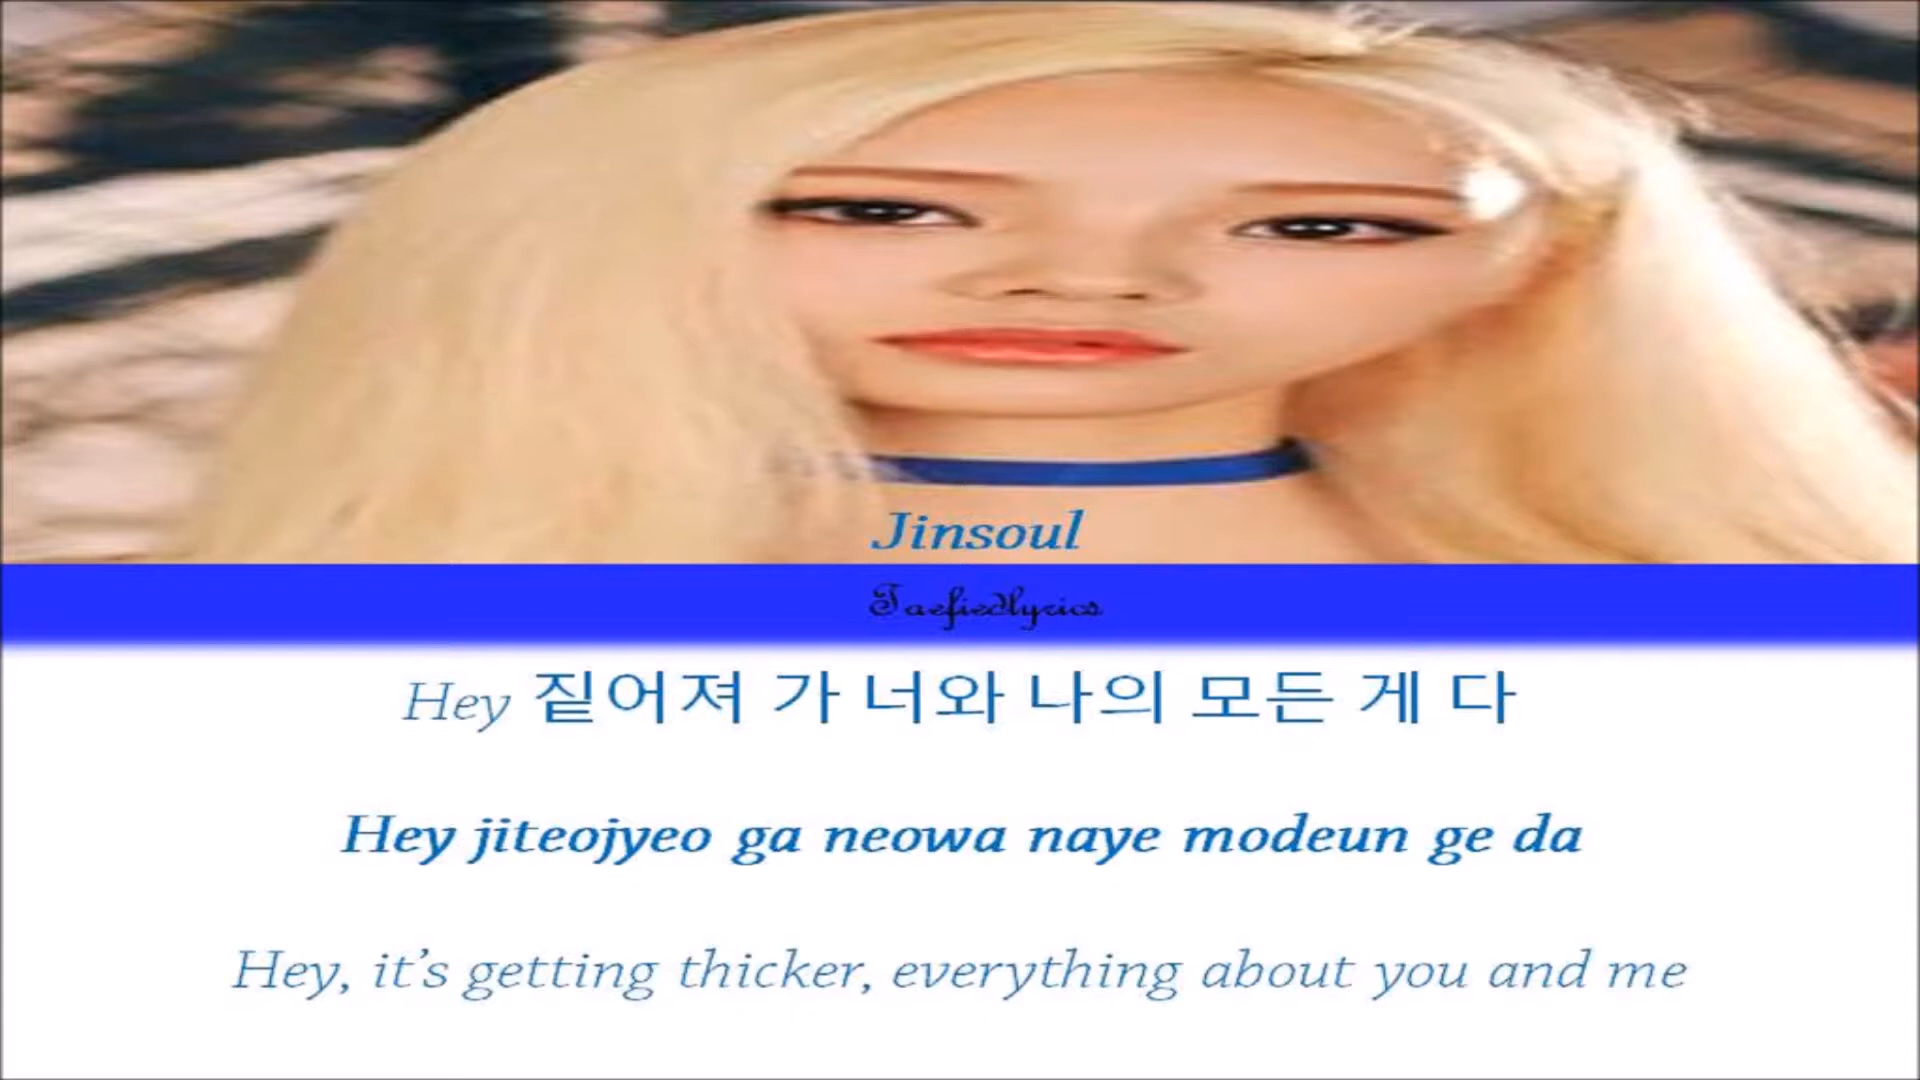 Jinsoul
Taefiedlyrics
Hey 짙어져 가 너와 나의 모든 게 다
Hey jiteojyeo ga neowa naye modeun ge da
Hey, it’s getting thicker, everything about you and me